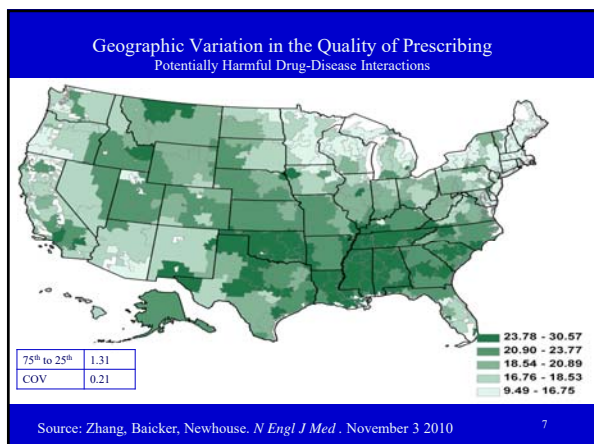 Geographic Variation in the Quality of Prescribing
Potentially Harmful Drug-Disease Interactions
23.78 - 30.57
20.90 - 23.77
18.54 - 20.89
16.76 - 18.53
9.49 - 16.75
75th to 25th 1.31
COV 0.21
Source: Zhang, Baicker, Newhouse. N Engl J Med . November 3 2010 7